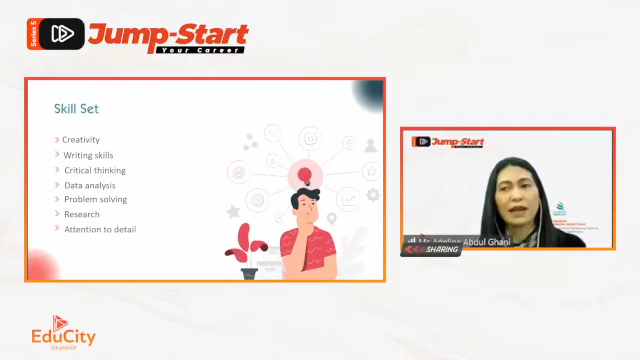 Series 5
Jump-Start
Your Career
Skill Set
Creativity
Writing skills
Critical thinking
Data analysis
Problem solving
Research
Attention to detail
Jump-Start
Adeline Abdul Ghani
SHARING
EduCity
ISKANDAR